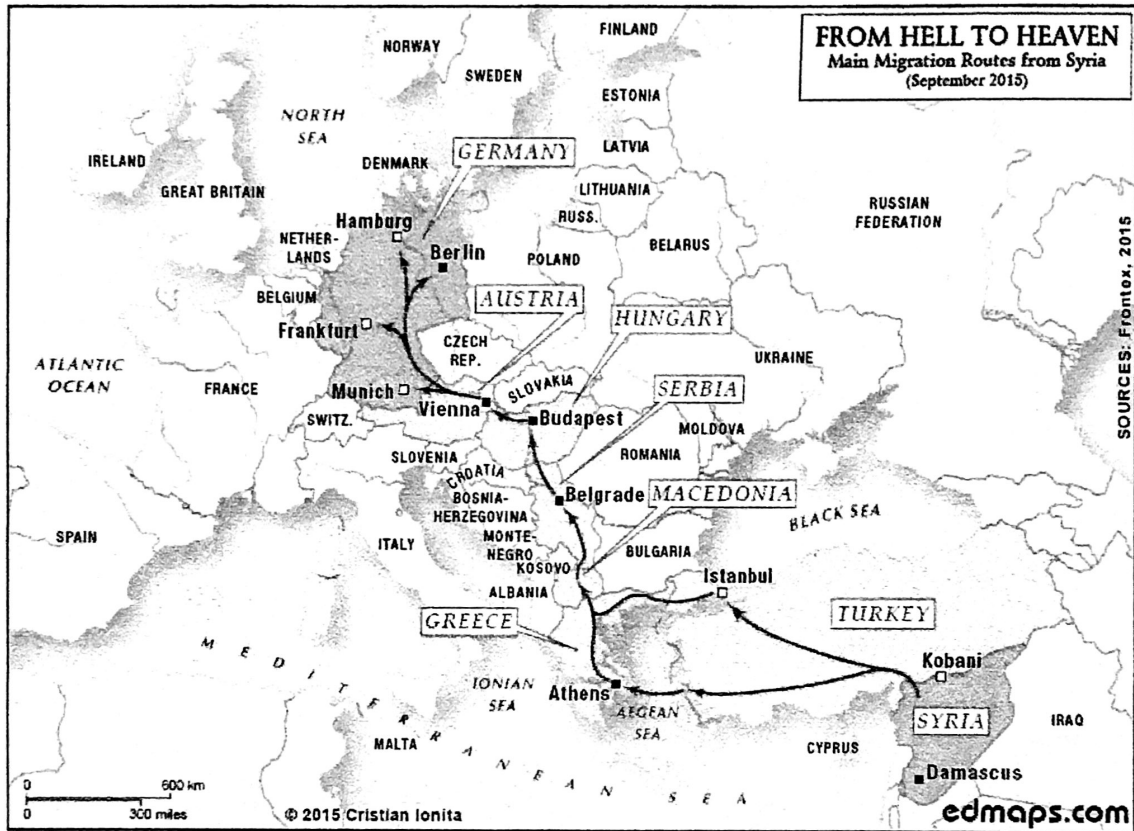 FROM HELL TO HEAVEN
Main Migration Routes from Syria
(September 2015)
FINLAND
NORWAY
SWEDEN
ESTONIA
NORTH
SEA
LATVIA
IRELAND
DENMARK
GERMANY
LITHUANIA
GREAT BRITAIN
RUSS.
RUSSIAN
FEDERATION
Hamburg
NETHER-
LANDS
Berlin
POLAND
BELARUS
BELGIUM
AUSTRIA
HUNGARY
Frankfurt
CZECH
REP.
UKRAINE
ATLANTIC
OCEAN
FRANCE
Munich
SLOVAKIA
SERBIA
Vienna
SWITZ.
Budapest
MOLDOVA
SLOVENIA
ROMANIA
CROATIA
BOSNIA-
HERZEGOVINA
Belgrade
MACEDONIA
SPAIN
ITALY
MONTE-
NEGRO
BULGARIA
BLACK SEA
KOSOVO
ALBANIA
Istanbul
GREECE
TURKEY
MEDITERRANEAN SEA
Kobani
IONIAN
SEA
Athens
AEGEAN
SEA
SYRIA
IRAQ
MALTA
CYPRUS
Damascus
0 600 km
0 300 miles
© 2015 Cristian Ionita
edmaps.com
SOURCES: Frontex, 2015